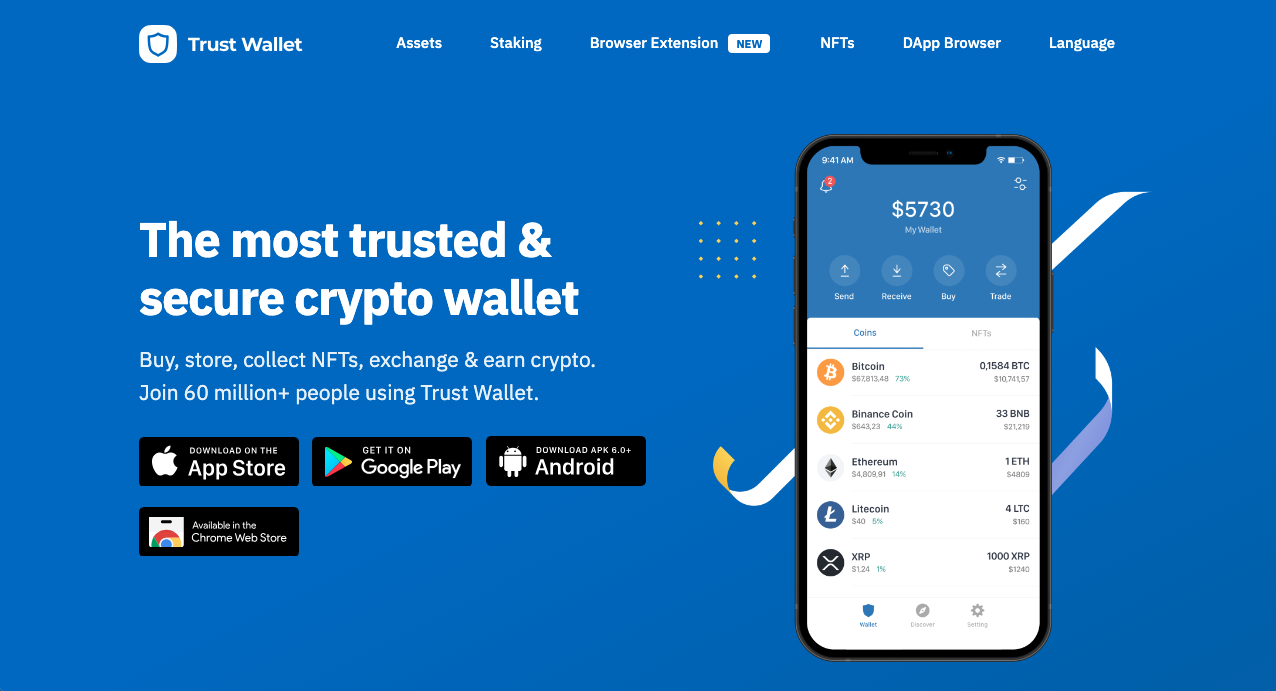 Trust Wallet
Assets
Staking
Browser Extension NEW
NFTs
DApp Browser
Language
The most trusted &
secure crypto wallet
Buy, store, collect NFTs, exchange & earn crypto.
Join 60 million+ people using Trust Wallet.
DOWNLOAD ON THE
App Store
GET IT ON
Google Play
DOWNLOAD APK 6.0+
Android
Available in the
Chrome Web Store
9:41 AM
2
$5730
My Wallet
Send
Receive
Buy
Trade
Coins
NFTs
Bitcoin 0,1584 BTC
$67,813,48 73% $10,741,57
Binance Coin 33 BNB
$643,23 44% $21,219
Ethereum 1 ETH
$4,809,91 14% $4809
Litecoin 4 LTC
$40 5% $160
XRP 1000 XRP
$1,24 1% $1240
Wallet
Discover
Setting